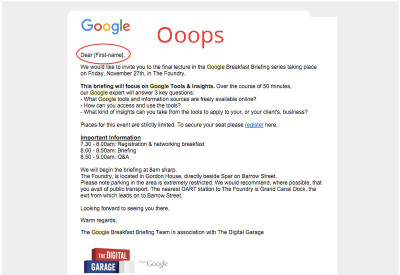 Google
Ooops
Dear [First-name],
We would like to invite you to the final lecture in the Google Breakfast Briefing series taking place
on Friday, November 27th, in The Foundry.
This briefing will focus on Google Tools & Insights. Over the course of 50 minutes,
our Google expert will answer 3 key questions:
- What Google tools and information sources are freely available online?
- How can you access and use the tools?
- What kind of insights can you take from the tools to apply to your, or your client's, business?
Places for this event are strictly limited. To secure your seat please register here.
Important Information
7.30 - 8.00am: Registration & networking breakfast
8.00 - 8.50am: Briefing
8.50 - 9.00am: Q&A
We will begin the briefing at 8am sharp.
The Foundry, is located in Gordon House, directly beside Spar on Barrow Street.
Please note parking in the area is extremely restricted. We would recommend, where possible, that
you avail of public transport. The nearest DART station to The Foundry is Grand Canal Dock, the
exit from which leads on to Barrow Street.
Looking forward to seeing you there.
Warm regards,
The Google Breakfast Briefing Team in association with The Digital Garage
THE DIGITAL GARAGE
from Google